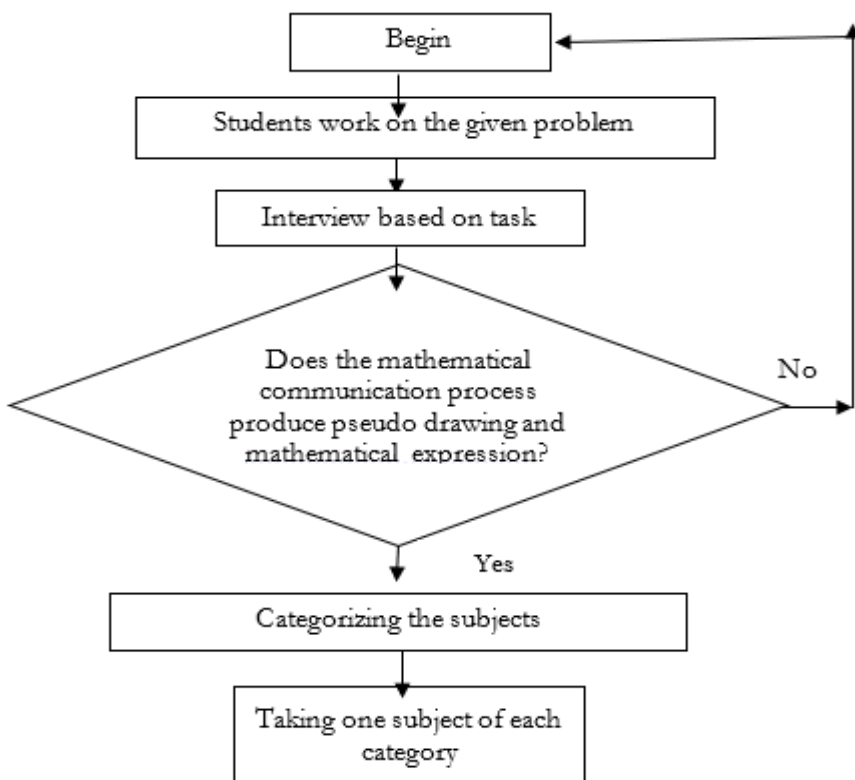 Begin
Students work on the given problem
Interview based on task
Does the mathematical
communication process
produce pseudo drawing and
mathematical expression?
No
Yes
Categorizing the subjects
Taking one subject of each
category